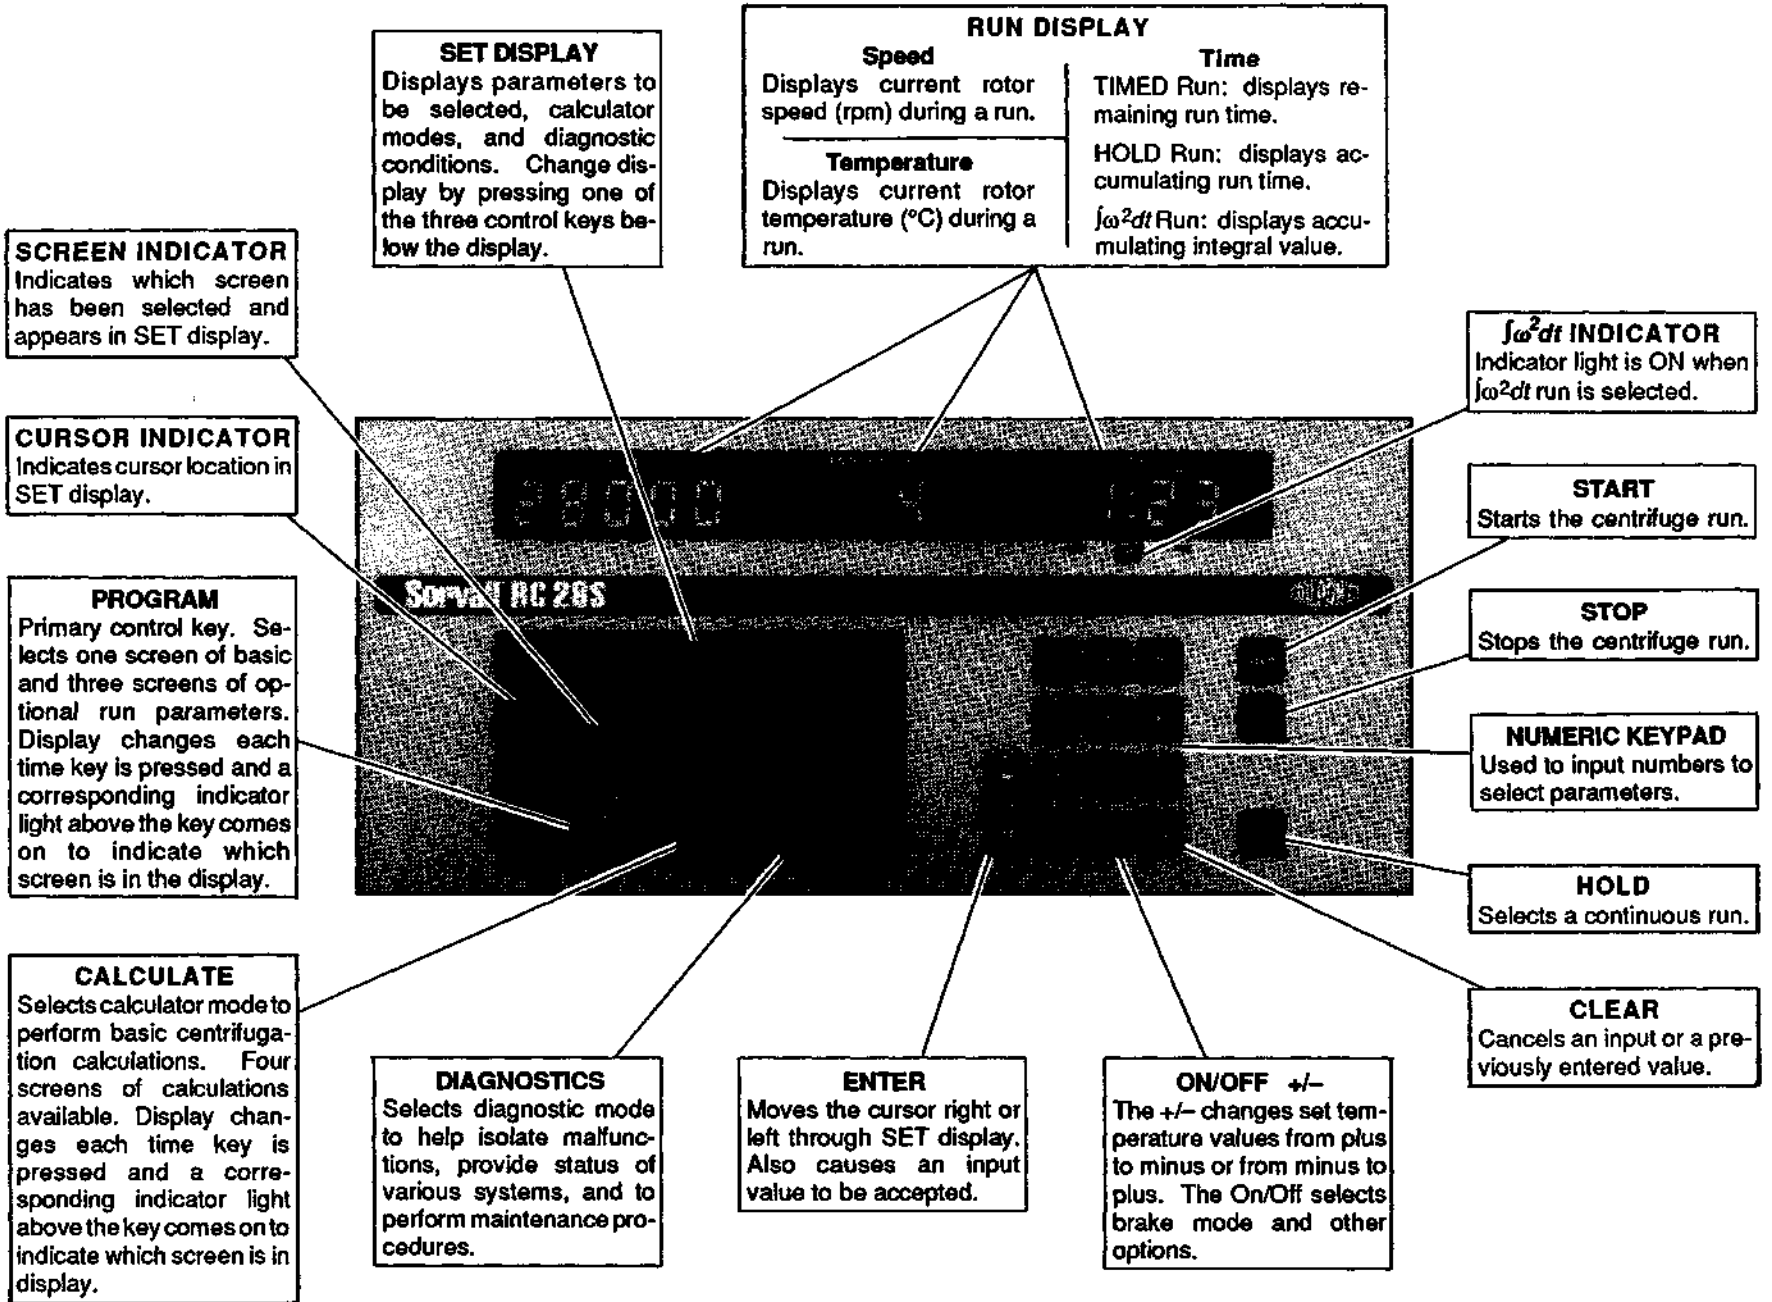 SET DISPLAY
Displays parameters to
be selected, calculator
modes, and diagnostic
conditions. Change dis-
play by pressing one of
the three control keys be-
low the display.
RUN DISPLAY
Speed
Displays current rotor
speed (rpm) during a run.
Temperature
Displays current rotor
temperature (°C) during a
run.
Time
TIMED Run: displays re-
maining run time.
HOLD Run: displays ac-
cumulating run time.
∫ω²dt Run: displays accu-
mulating integral value.
SCREEN INDICATOR
Indicates which screen
has been selected and
appears in SET display.
CURSOR INDICATOR
Indicates cursor location in
SET display.
PROGRAM
Primary control key. Se-
lects one screen of basic
and three screens of op-
tional run parameters.
Display changes each
time key is pressed and a
corresponding indicator
light above the key comes
on to indicate which
screen is in the display.
CALCULATE
Selects calculator mode to
perform basic centrifuga-
tion calculations. Four
screens of calculations
available. Display chan-
ges each time key is
pressed and a corre-
sponding indicator light
above the key comes on to
indicate which screen is in
display.
28000 4
Sorvall RC 28S
∫ω²dt INDICATOR
Indicator light is ON when
∫ω²dt run is selected.
START
Starts the centrifuge run.
STOP
Stops the centrifuge run.
NUMERIC KEYPAD
Used to input numbers to
select parameters.
HOLD
Selects a continuous run.
CLEAR
Cancels an input or a pre-
viously entered value.
DIAGNOSTICS
Selects diagnostic mode
to help isolate malfunc-
tions, provide status of
various systems, and to
perform maintenance pro-
cedures.
ENTER
Moves the cursor right or
left through SET display.
Also causes an input
value to be accepted.
ON/OFF +/–
The +/– changes set tem-
perature values from plus
to minus or from minus to
plus. The On/Off selects
brake mode and other
options.